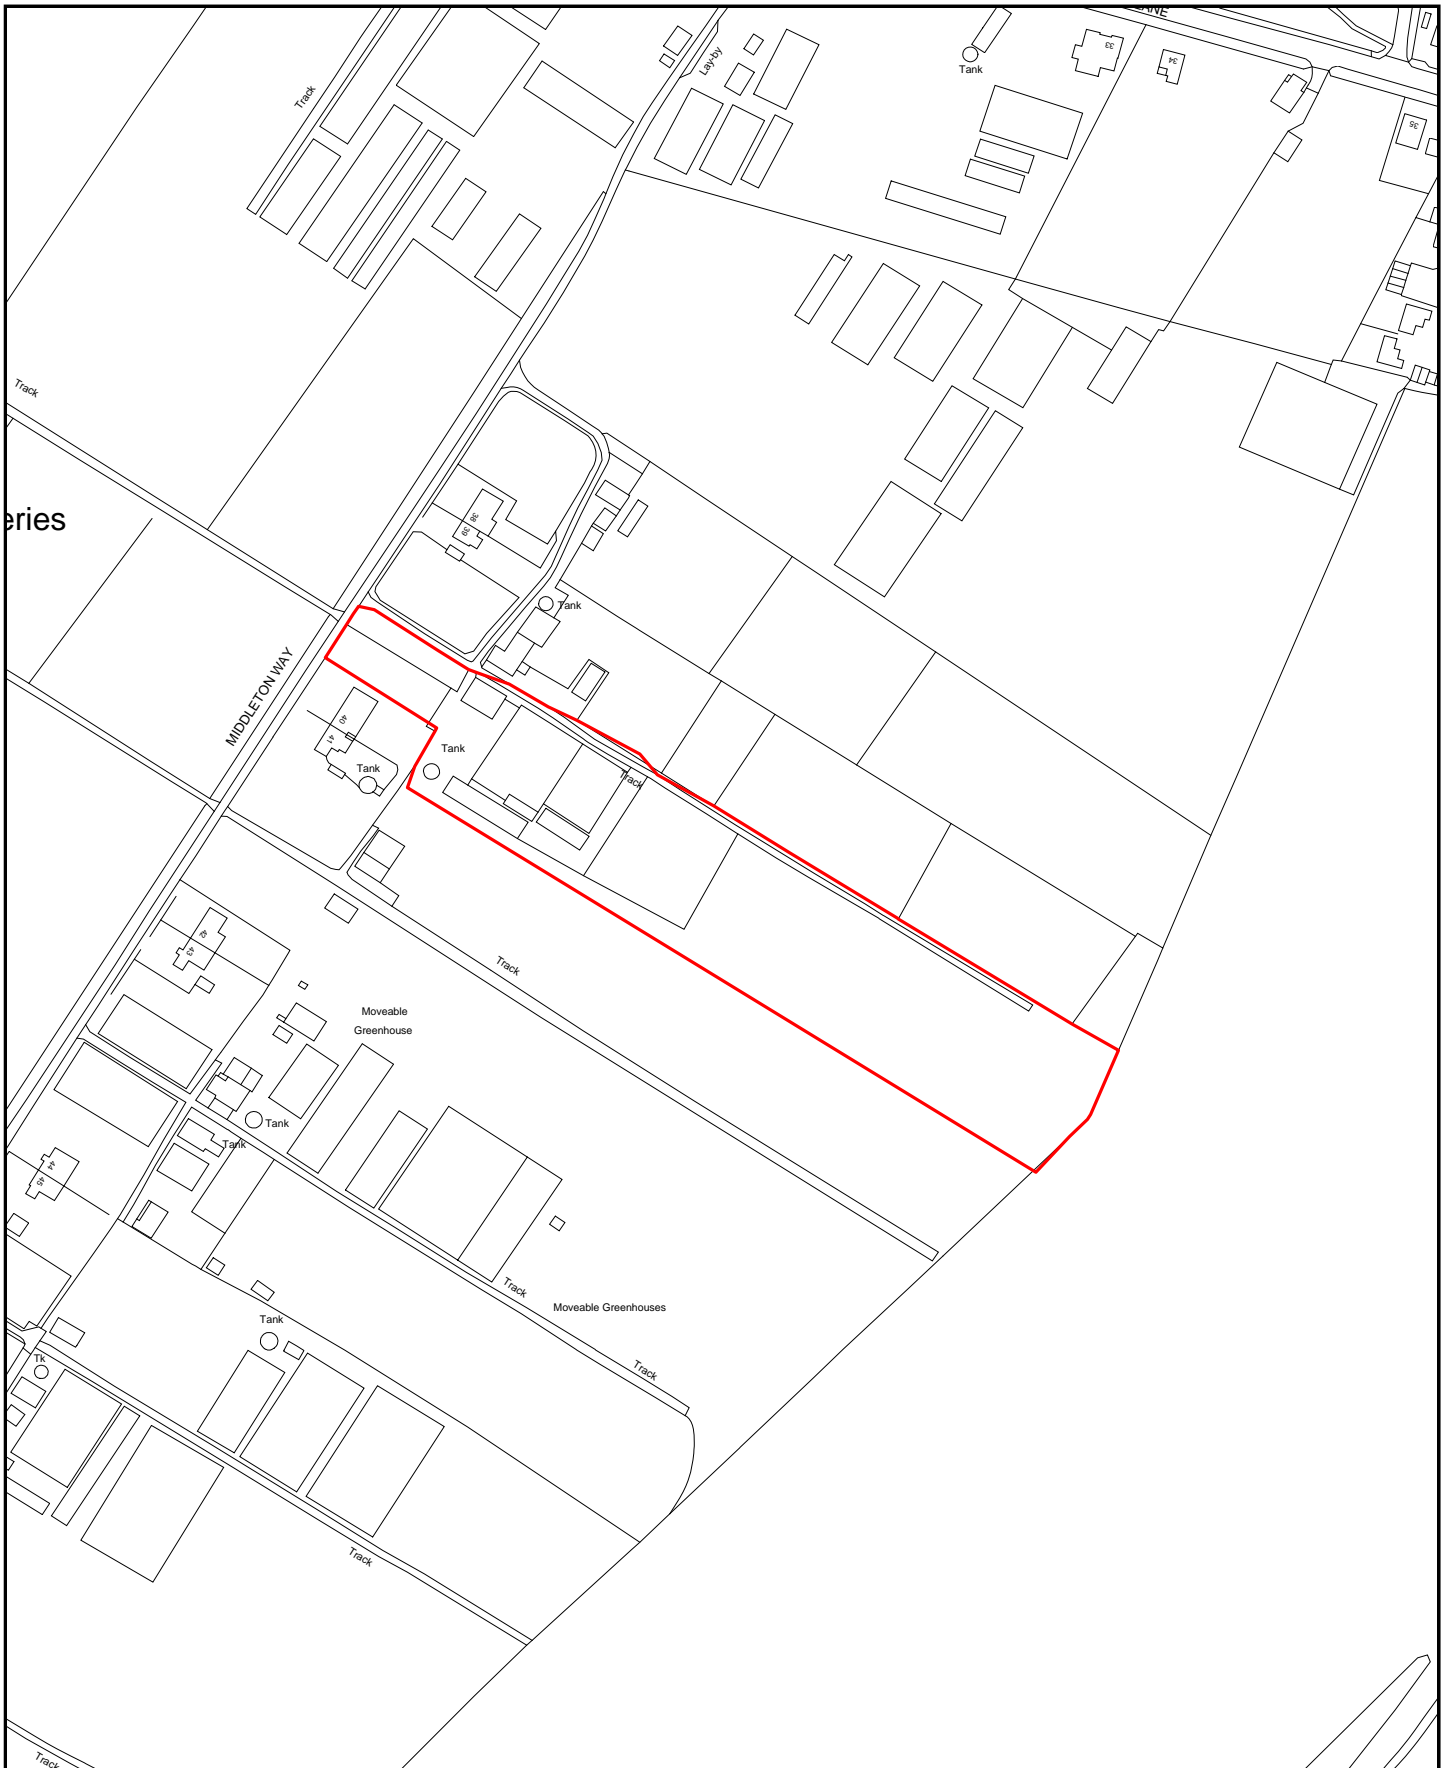 LANE
33
34
Lay-by
Tank
Track
35
Track
eries
38
39
Tank
MIDDLETON WAY
40
41
Tank
Tank
Track
42
43
Track
Moveable
Greenhouse
Tank
Tank
44
45
Track
Moveable Greenhouses
Tank
Tk
Track
Track
Track